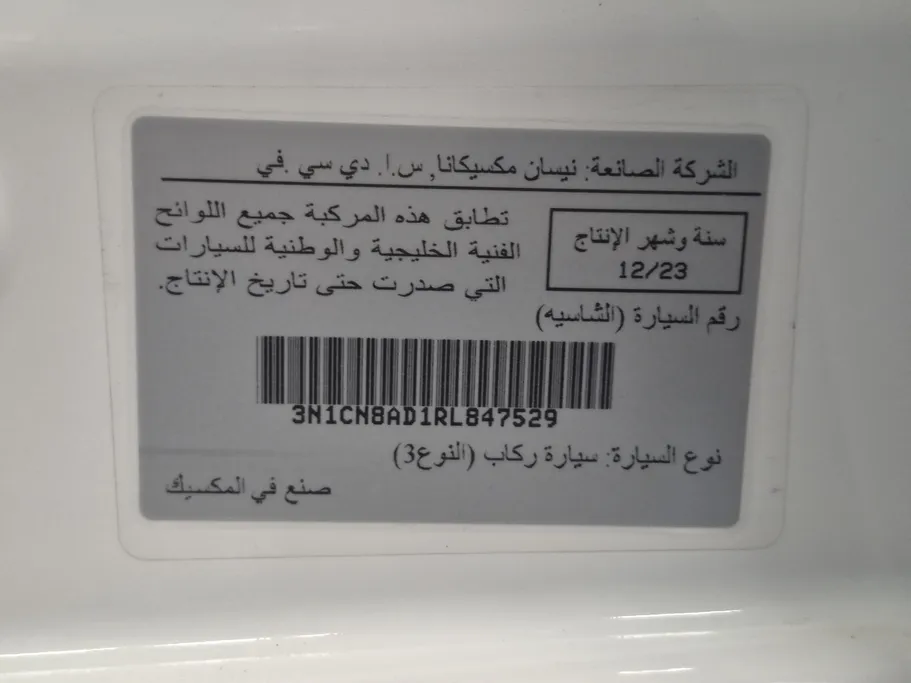 الشركة الصانعة: نيسان مكسيكانا, س.ا. دي سي .في
سنة وشهر الإنتاج
12/23
تطابق هذه المركبة جميع اللوائح
الفنية الخليجية والوطنية للسيارات
التي صدرت حتى تاريخ الإنتاج.
رقم السيارة (الشاسيه)
3N1CN8AD1RL847529
نوع السيارة: سيارة ركاب (النوع3)
صنع في المكسيك